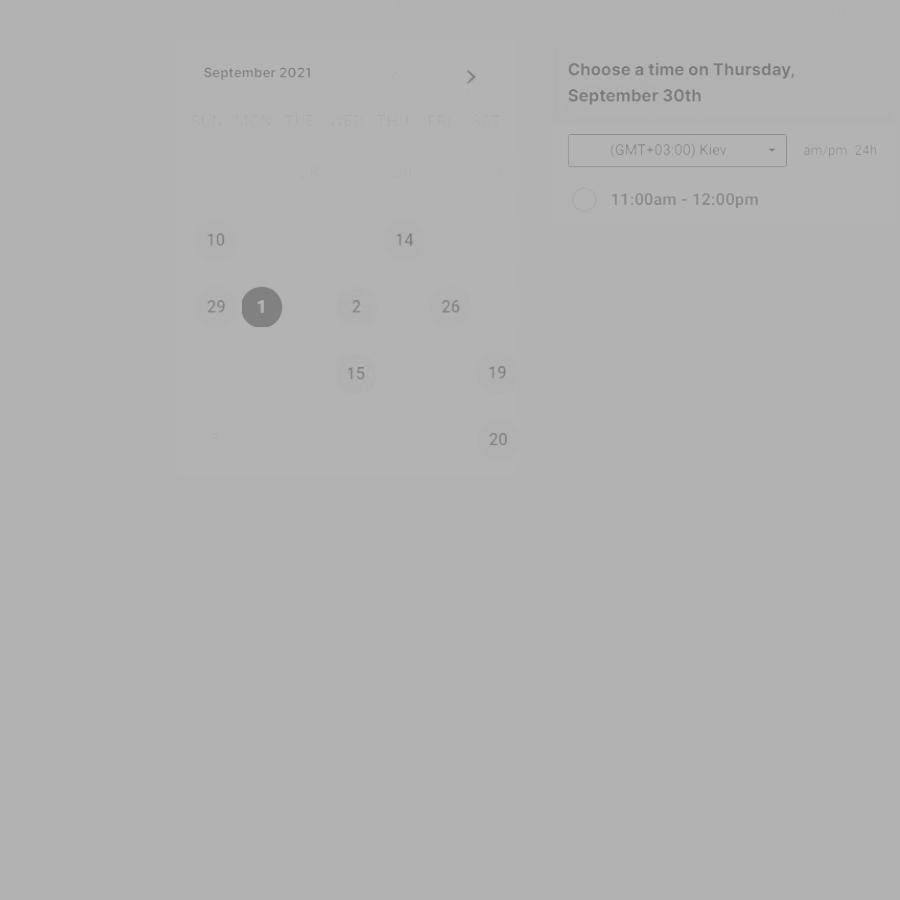 September 2021
SUN MON TUE WED THU FRI SAT
10 14
29 1 2 26
15 19
20
Choose a time on Thursday,
September 30th
(GMT+03:00) Kiev am/pm 24h
11:00am - 12:00pm